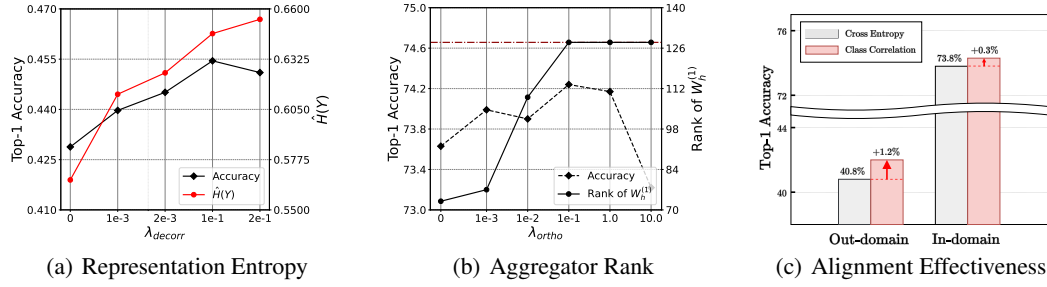 0.470
0.455
0.440
0.425
0.410
Top-1 Accuracy
0.6600
0.6325
0.6050
0.5775
0.5500
Ĥ(Y)
Accuracy
Ĥ(Y)
0 1e-3 2e-3 1e-1 2e-1
λdecorr
(a) Representation Entropy
75.0
74.6
74.2
73.8
73.4
73.0
Top-1 Accuracy
140
126
112
98
84
70
Rank of W_h^(1)
Accuracy
Rank of W_h^(1)
0 1e-3 1e-2 1e-1 1.0 10.0
λortho
(b) Aggregator Rank
76
72
44
40
Top-1 Accuracy
Cross Entropy
Class Correlation
73.8%
+0.3%
40.8%
+1.2%
Out-domain In-domain
(c) Alignment Effectiveness